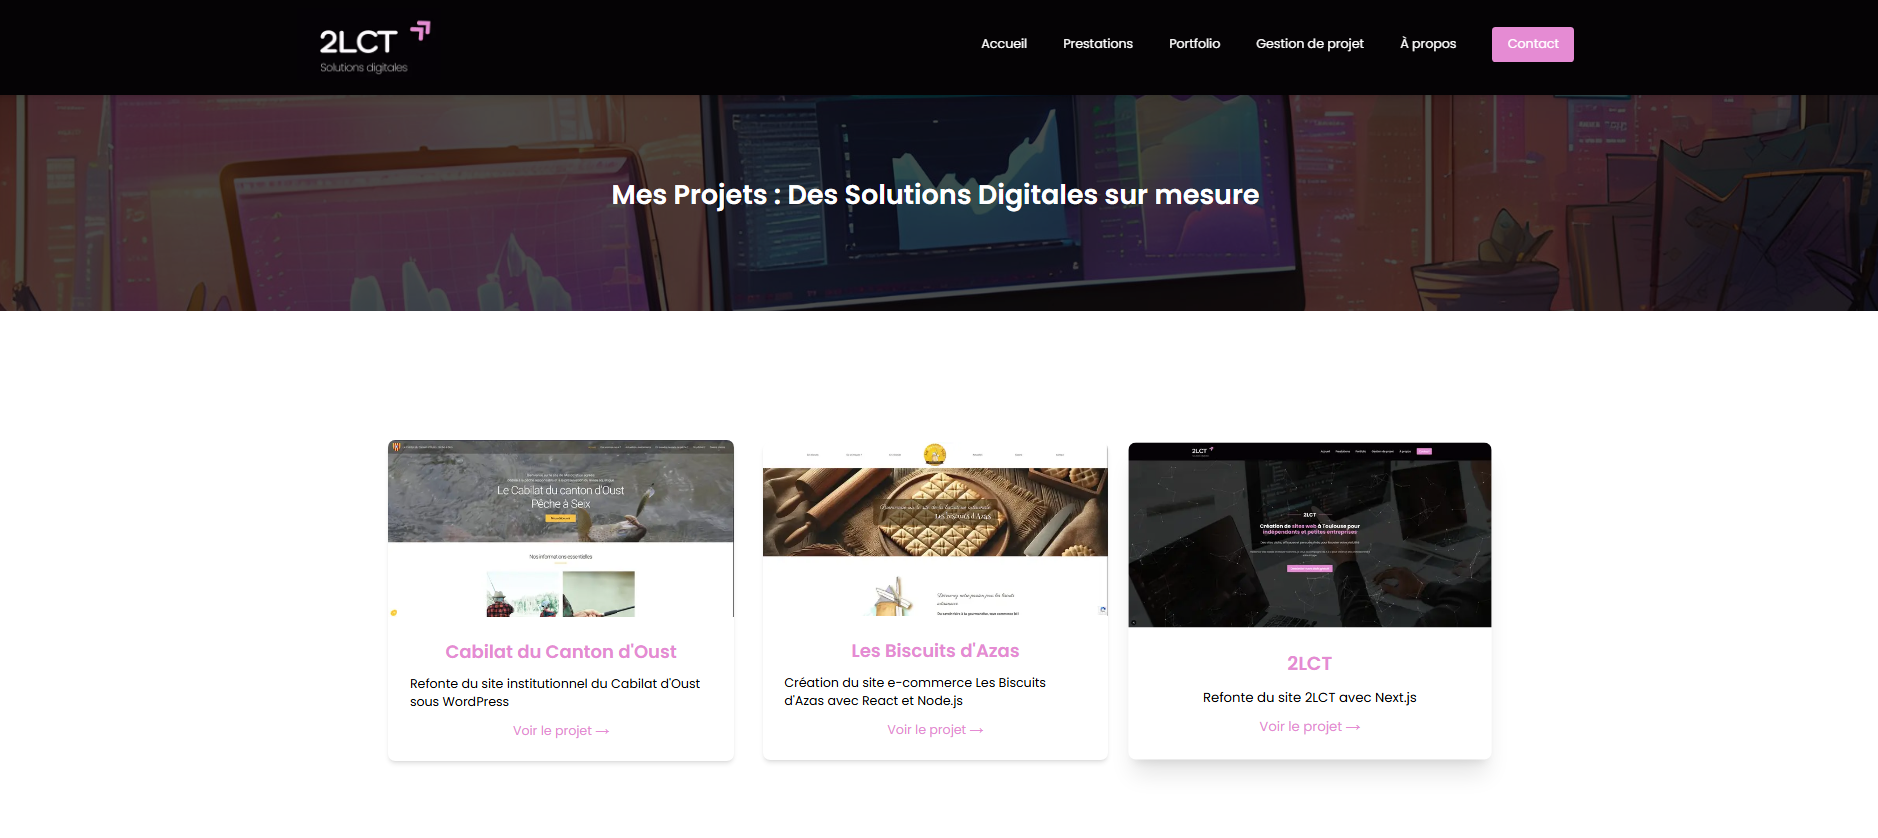 2LCT
Solutions digitales
Accueil
Prestations
Portfolio
Gestion de projet
À propos
Contact
Mes Projets : Des Solutions Digitales sur mesure
Le Cabilat du canton d'Oust
Pêche à Seix
Nos informations essentielles
Les Biscuits d'Azas
2LCT
2LCT
Création de sites web à Toulouse pour
indépendants et petites entreprises
Cabilat du Canton d'Oust
Refonte du site institutionnel du Cabilat d'Oust
sous WordPress
Voir le projet →
Les Biscuits d'Azas
Création du site e-commerce Les Biscuits
d'Azas avec React et Node.js
Voir le projet →
2LCT
Refonte du site 2LCT avec Next.js
Voir le projet →